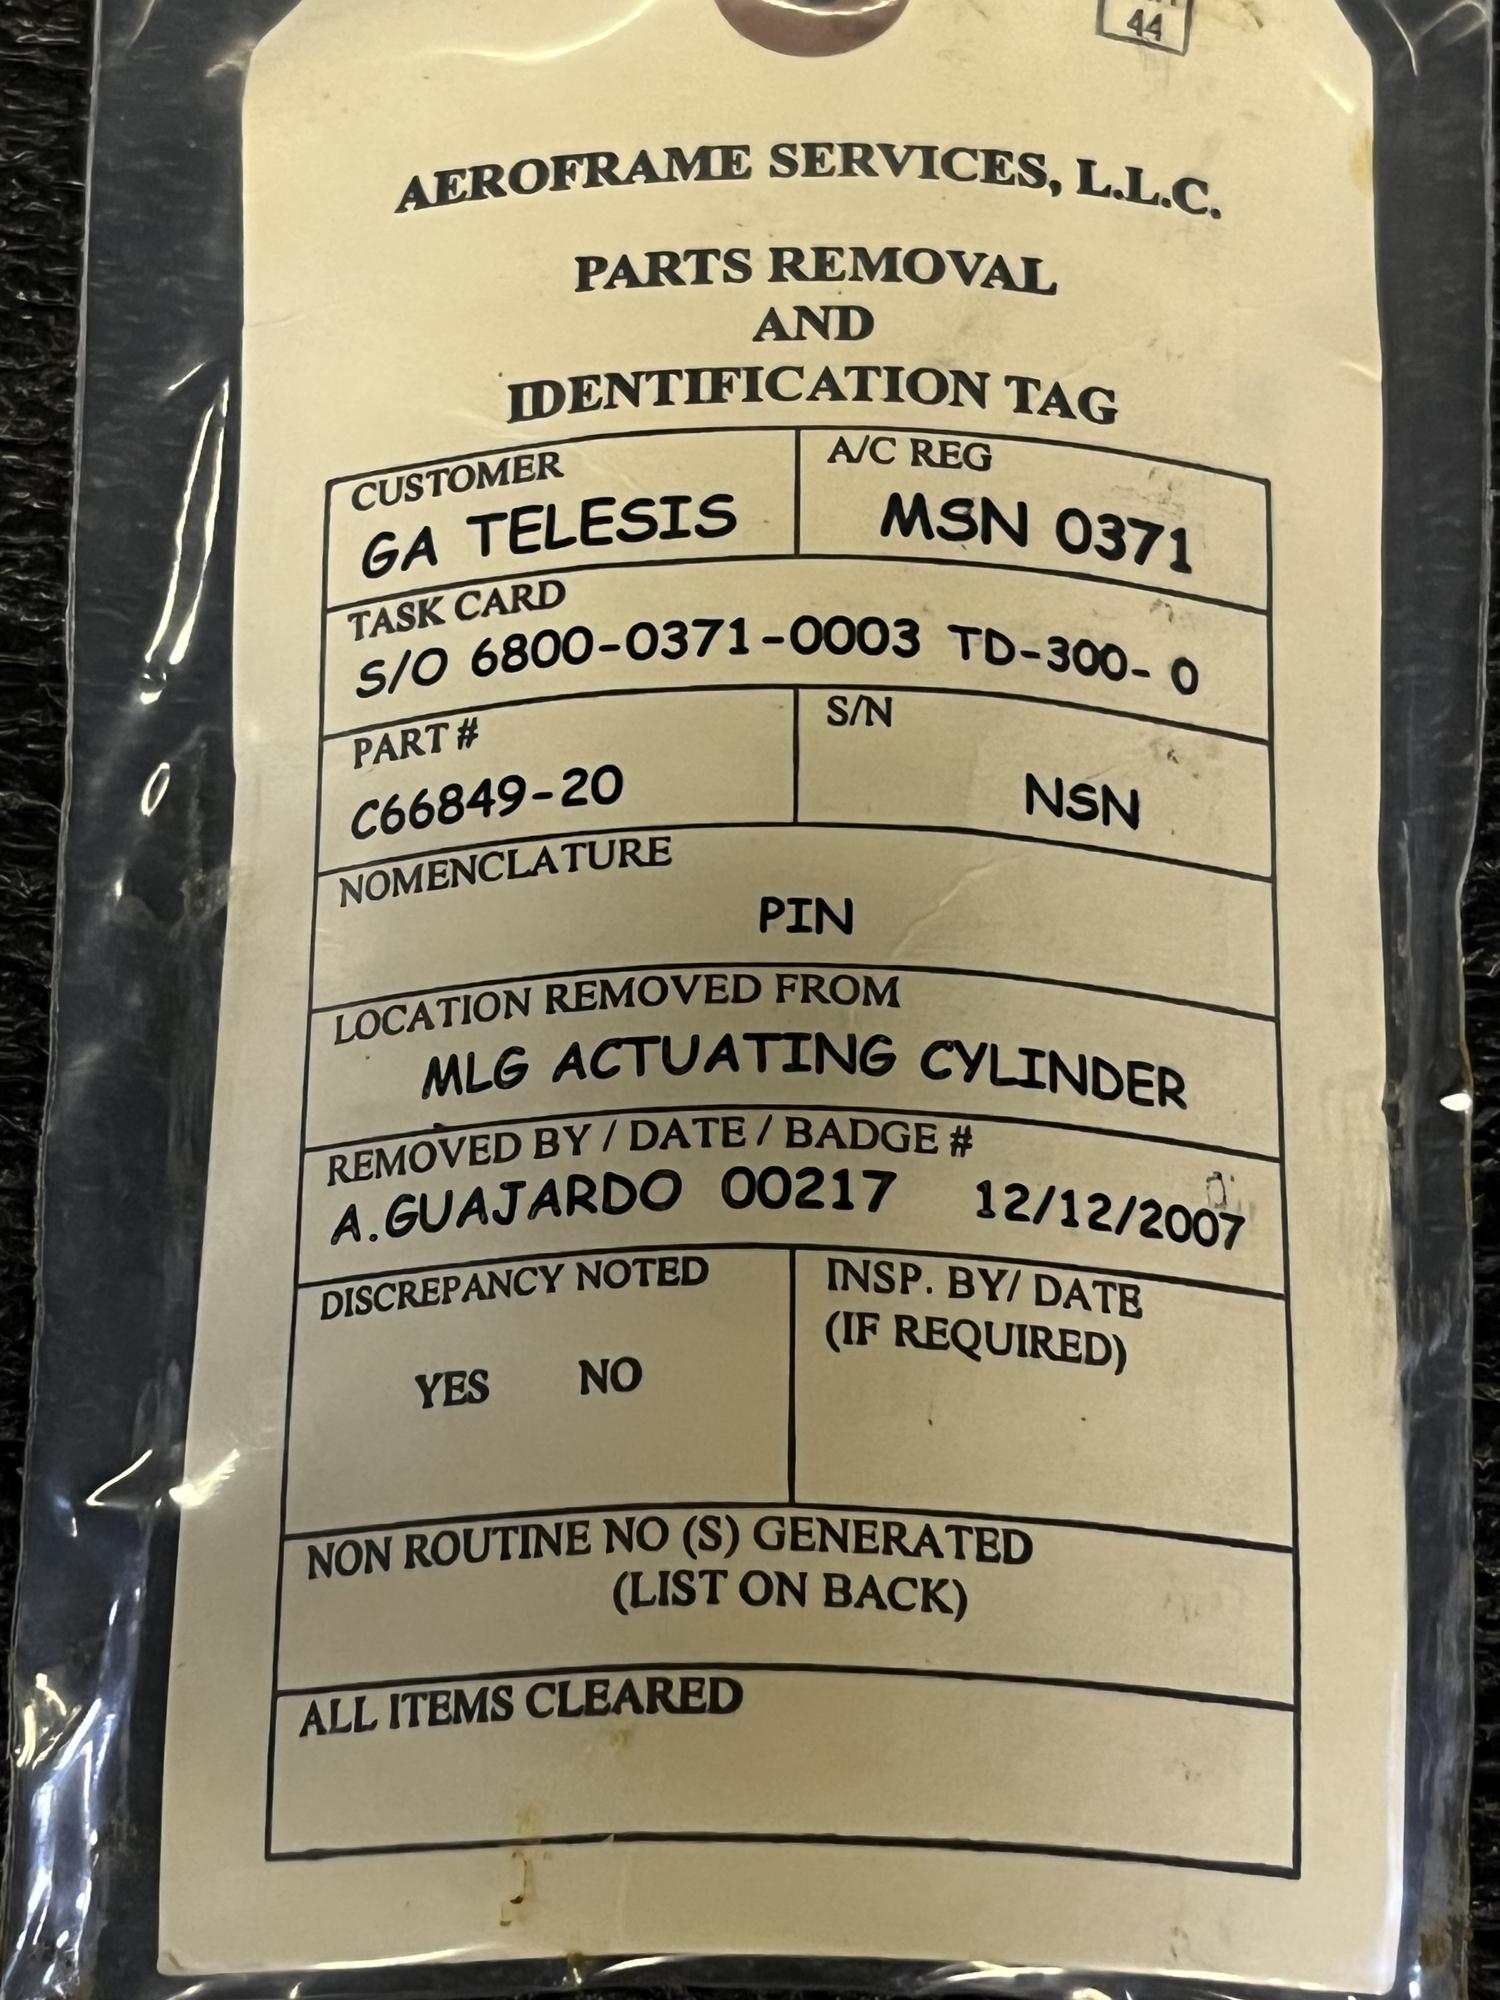 44
AEROFRAME SERVICES, L.L.C.
PARTS REMOVAL
AND
IDENTIFICATION TAG
CUSTOMER
GA TELESIS
A/C REG
MSN 0371
TASK CARD
S/O 6800-0371-0003 TD-300- 0
PART #
C66849-20
S/N
NSN
NOMENCLATURE
PIN
LOCATION REMOVED FROM
MLG ACTUATING CYLINDER
REMOVED BY / DATE / BADGE #
A.GUAJARDO 00217 12/12/2007
DISCREPANCY NOTED
YES NO
INSP. BY/ DATE
(IF REQUIRED)
NON ROUTINE NO (S) GENERATED
(LIST ON BACK)
ALL ITEMS CLEARED